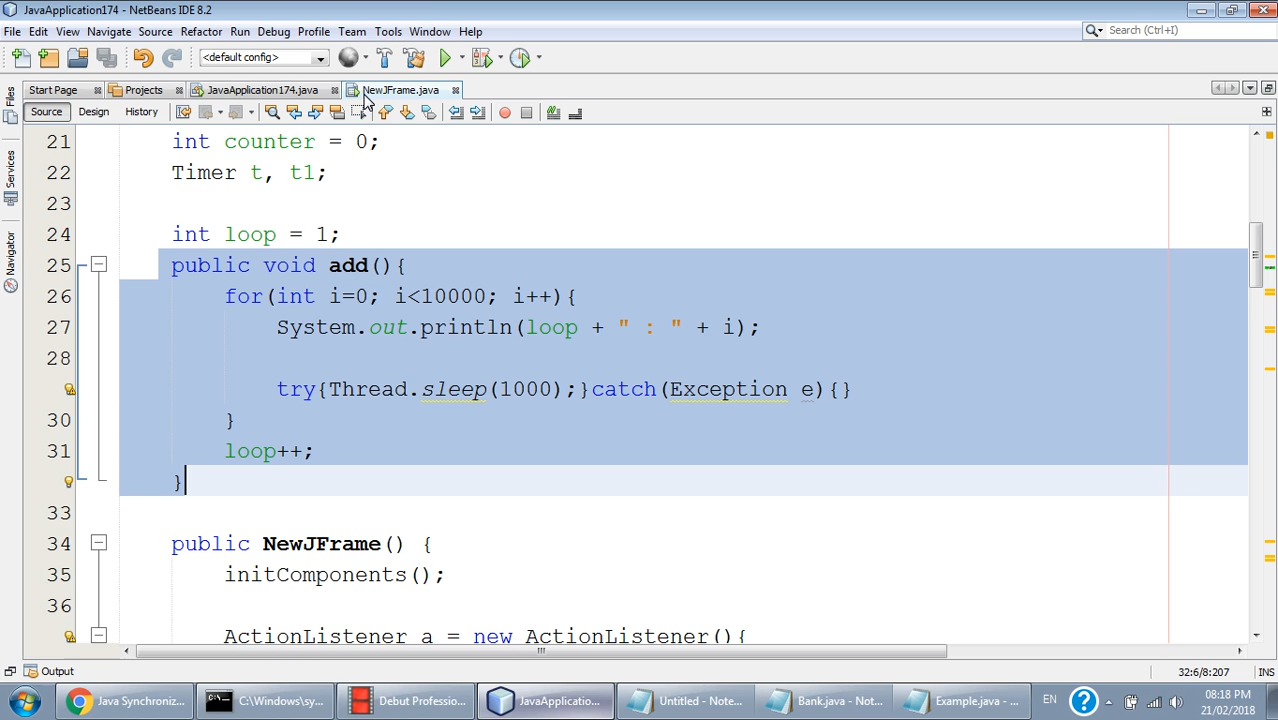 JavaApplication174 - NetBeans IDE 8.2
File Edit View Navigate Source Refactor Run Debug Profile Team Tools Window Help
Search (Ctrl+I)
<default config>
Start Page Projects JavaApplication174.java NewJFrame.java
Source Design History
Files
Services
Navigator
21 int counter = 0;
22 Timer t, t1;
23
24 int loop = 1;
25 public void add(){
26 for(int i=0; i<10000; i++){
27 System.out.println(loop + " : " + i);
28
try{Thread.sleep(1000);}catch(Exception e){}
30 }
31 loop++;
}
33
34 public NewJFrame() {
35 initComponents();
36
ActionListener a = new ActionListener(){
Output
32:6/8:207 INS
Java Synchroniz... C:\Windows\sy... Debut Professio... JavaApplicatio... Untitled - Note... Bank.java - Not... Example.java - ... EN 08:18 PM
21/02/2018